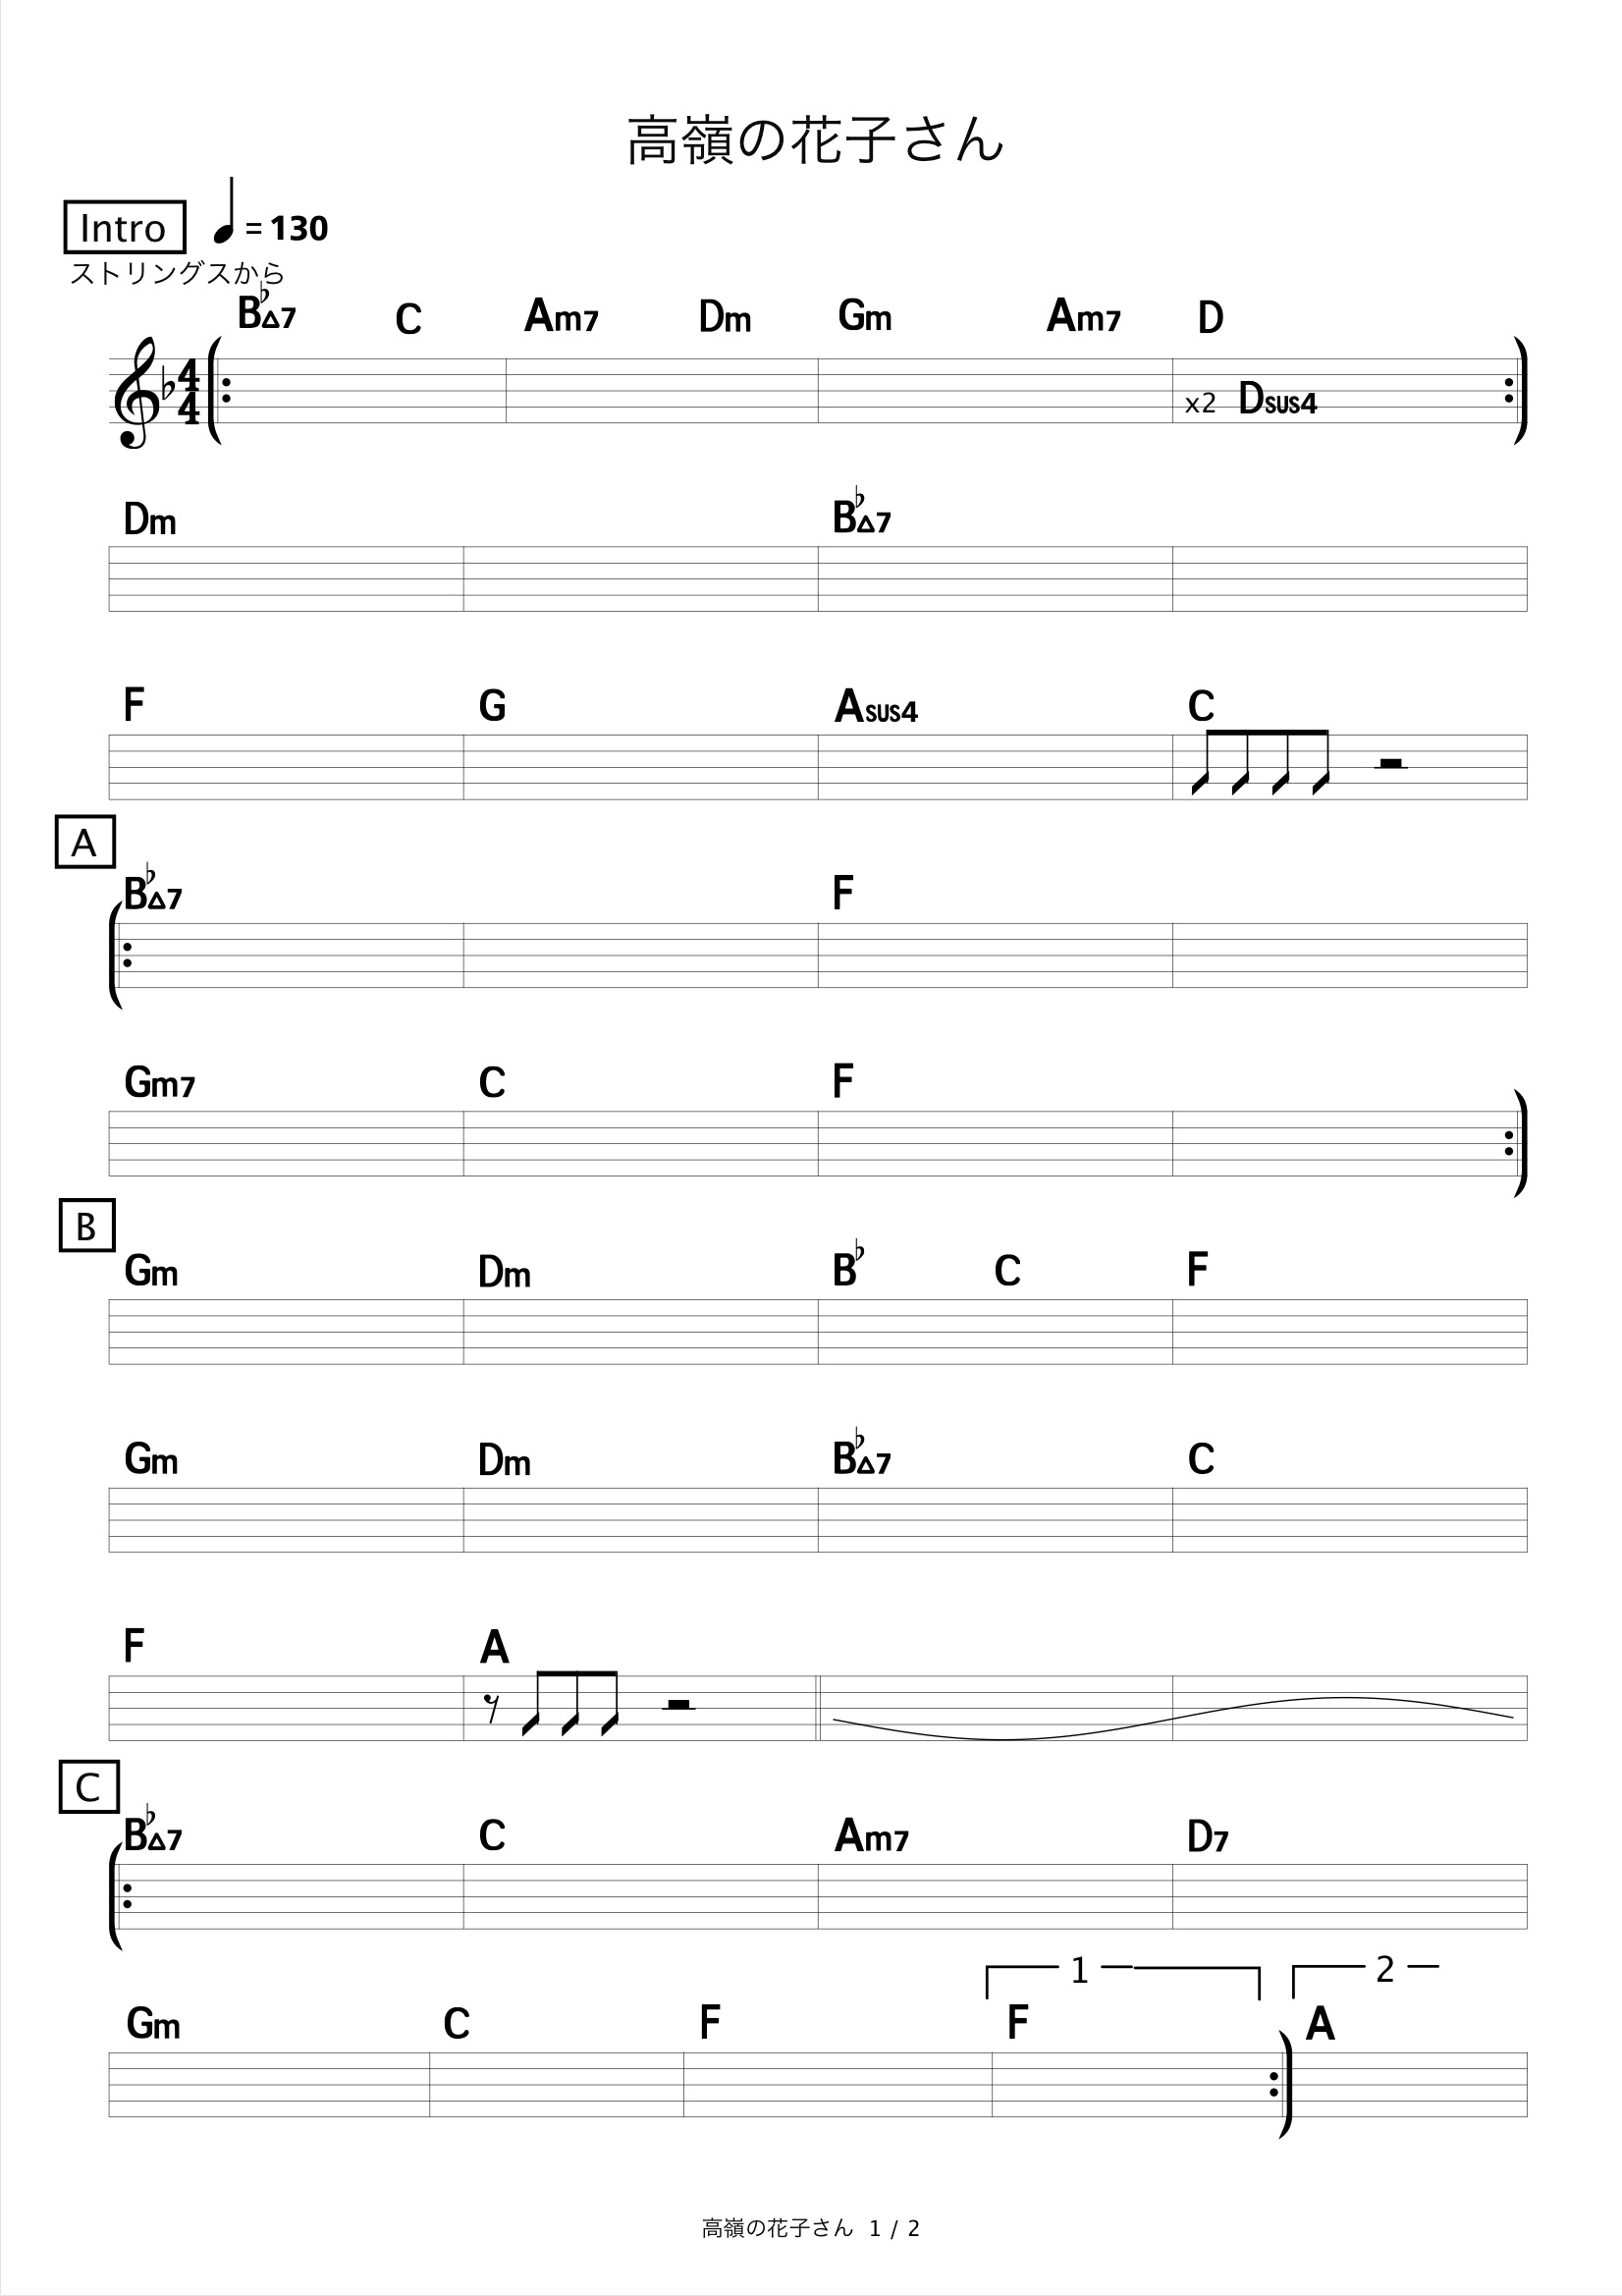 高嶺の花子さん
Intro ♩= 130
ストリングスから
B♭△7 C Am7 Dm Gm Am7 D
4
4
x2 Dsus4
Dm B♭△7
F G Asus4 C
A
B♭△7 F
Gm7 C F
B
Gm Dm B♭ C F
Gm Dm B♭△7 C
F A
C
B♭△7 C Am7 D7
1 2
Gm C F F A
高嶺の花子さん 1 / 2